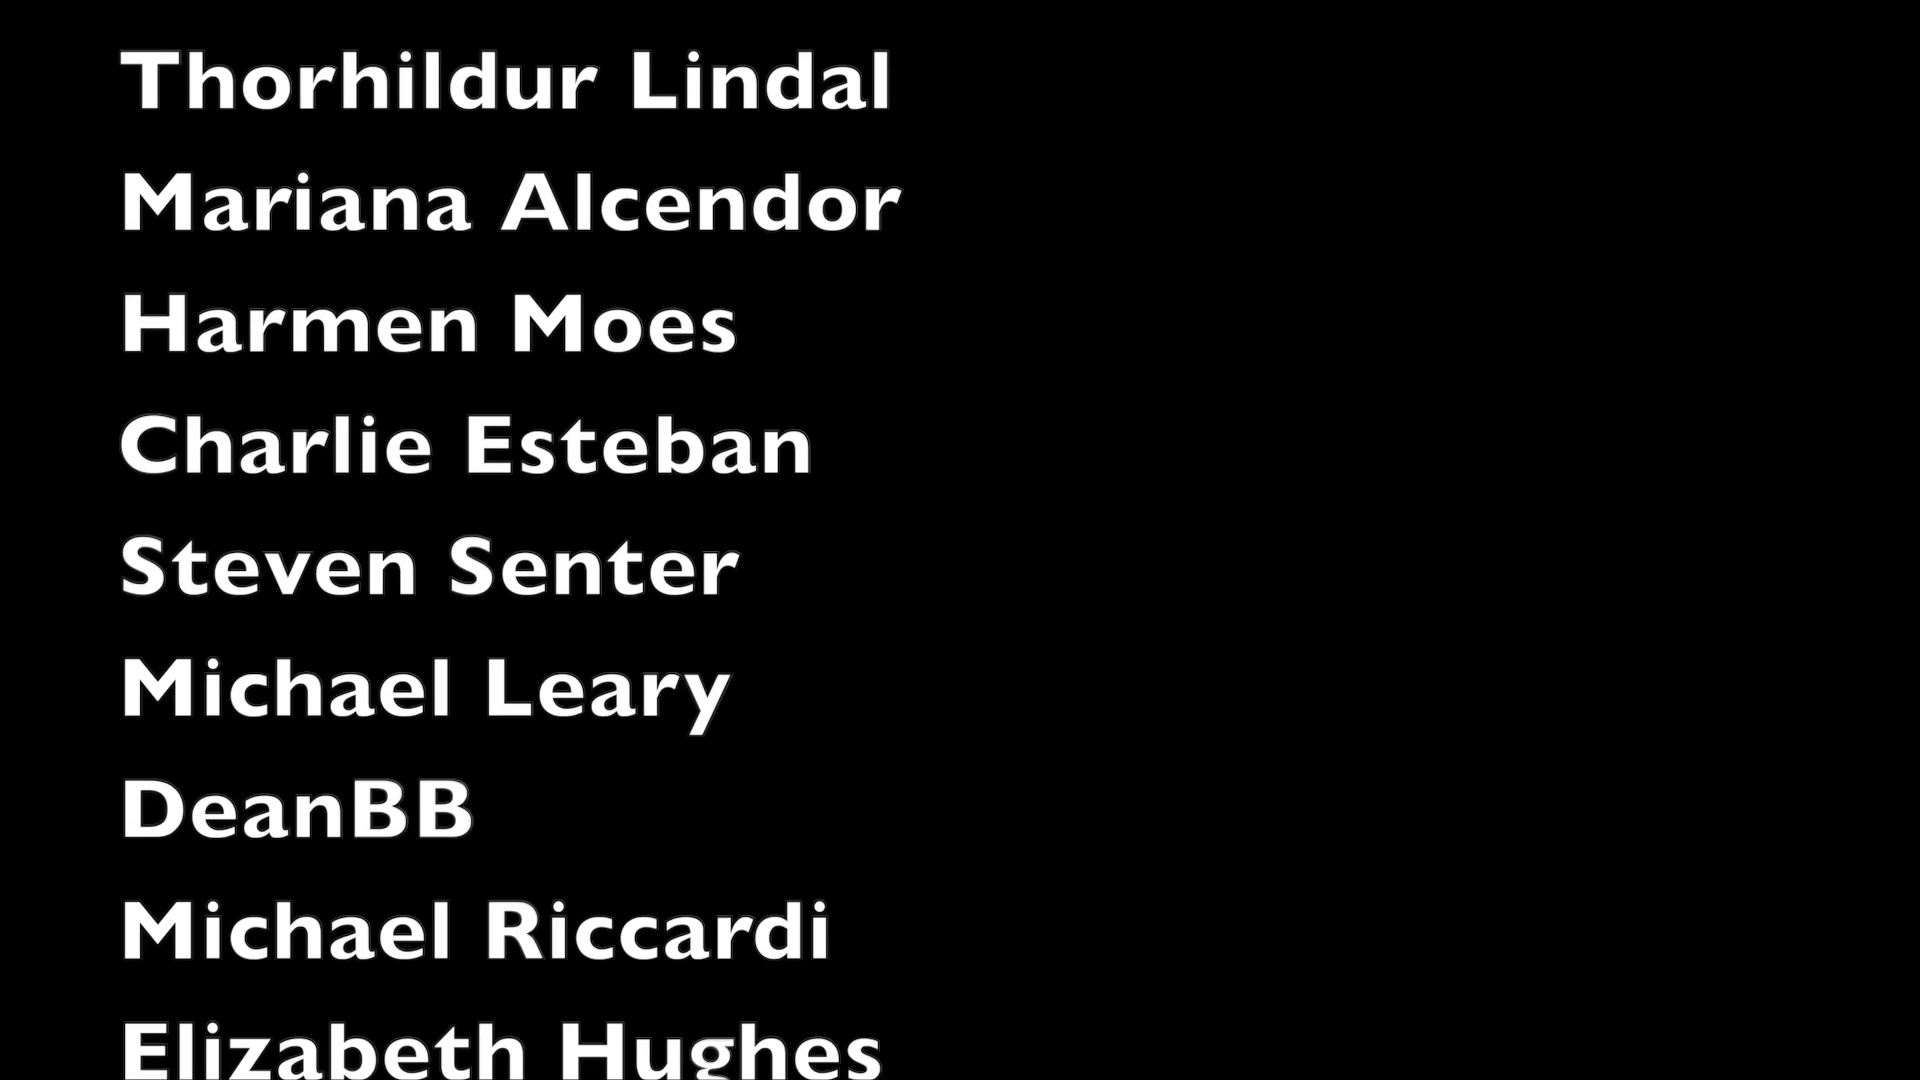 Thorhildur Lindal
Mariana Alcendor
Harmen Moes
Charlie Esteban
Steven Senter
Michael Leary
DeanBB
Michael Riccardi
Elizabeth Hughes